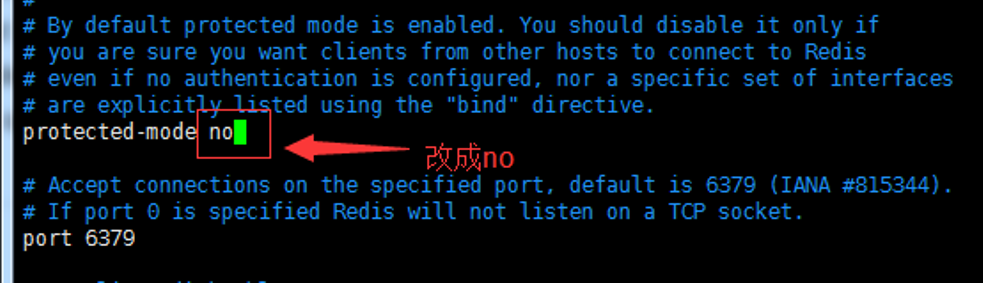 #
# By default protected mode is enabled. You should disable it only if
# you are sure you want clients from other hosts to connect to Redis
# even if no authentication is configured, nor a specific set of interfaces
# are explicitly listed using the "bind" directive.
protected-mode no
改成no
# Accept connections on the specified port, default is 6379 (IANA #815344).
# If port 0 is specified Redis will not listen on a TCP socket.
port 6379